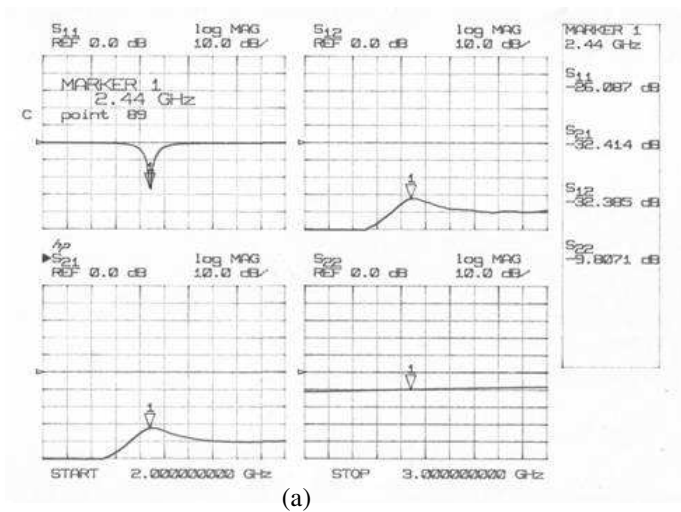 S11 log MAG
REF 0.0 dB 10.0 dB/
MARKER 1
2.44 GHz
C point 89
1
S12 log MAG
REF 0.0 dB 10.0 dB/
1
hp
S21 log MAG
REF 0.0 dB 10.0 dB/
1
S22 log MAG
REF 0.0 dB 10.0 dB/
1
START 2.000000000 GHz STOP 3.000000000 GHz
MARKER 1
2.44 GHz
S11
-26.087 dB
S21
-32.414 dB
S12
-32.385 dB
S22
-9.8071 dB
(a)